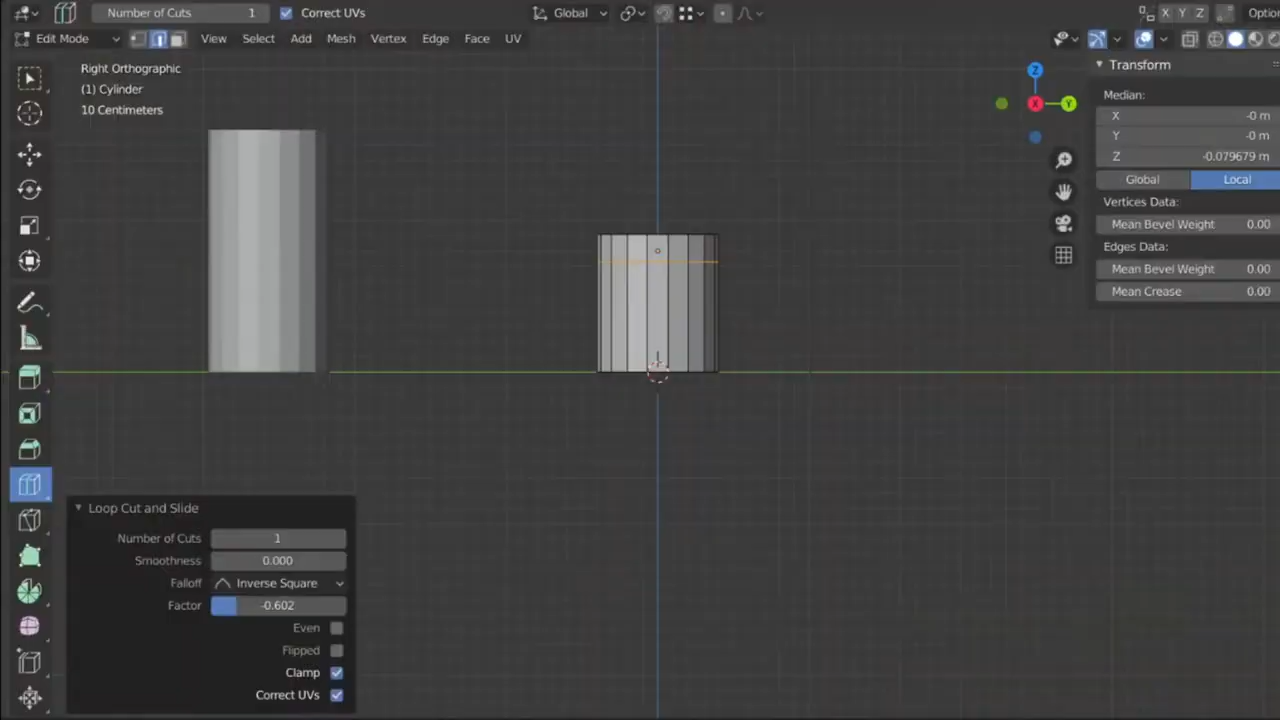 Number of Cuts 1 Correct UVs Global X Y Z Optio
Edit Mode View Select Add Mesh Vertex Edge Face UV
Right Orthographic
(1) Cylinder
10 Centimeters
Z
X
Y
Transform
Median:
X -0 m
Y -0 m
Z -0.079679 m
Global Local
Vertices Data:
Mean Bevel Weight 0.00
Edges Data:
Mean Bevel Weight 0.00
Mean Crease 0.00
Loop Cut and Slide
Number of Cuts 1
Smoothness 0.000
Falloff Inverse Square
Factor -0.602
Even
Flipped
Clamp
Correct UVs